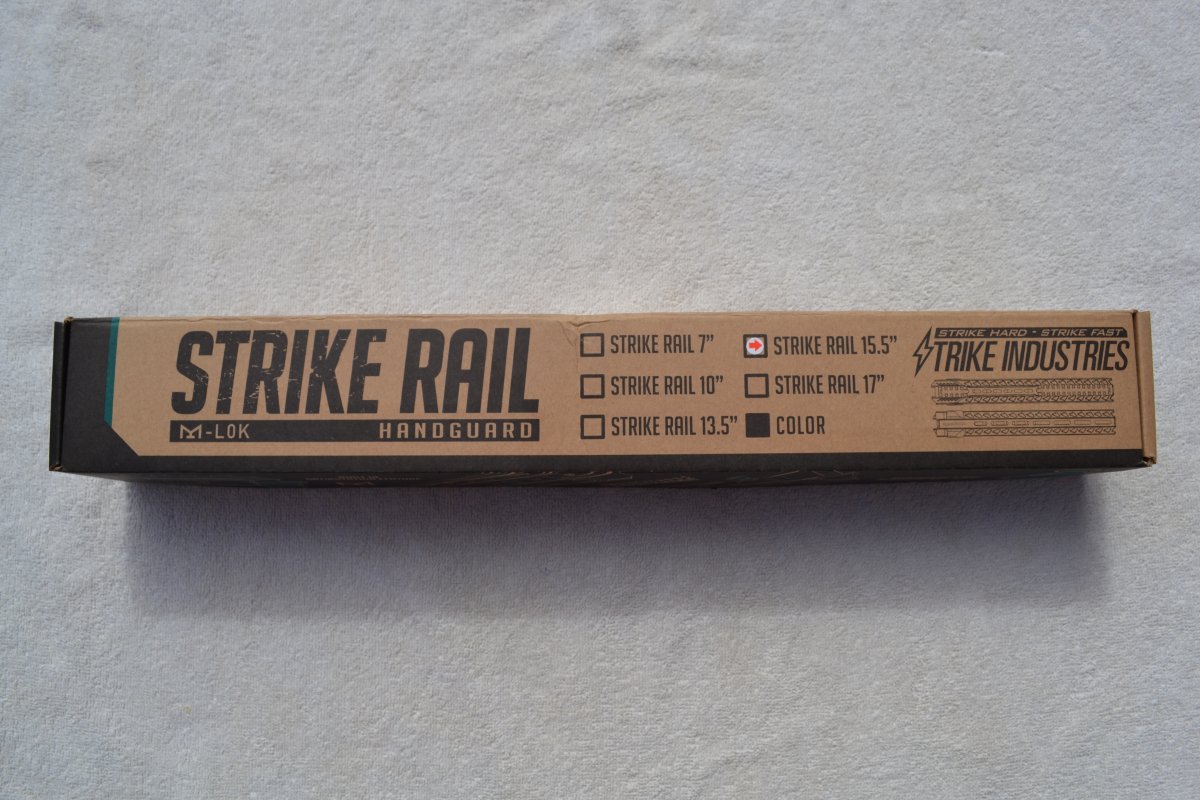 STRIKE RAIL
M-LOK HANDGUARD
STRIKE RAIL 7”
STRIKE RAIL 10”
STRIKE RAIL 13.5”
STRIKE RAIL 15.5”
STRIKE RAIL 17”
COLOR
STRIKE HARD - STRIKE FAST
STRIKE INDUSTRIES